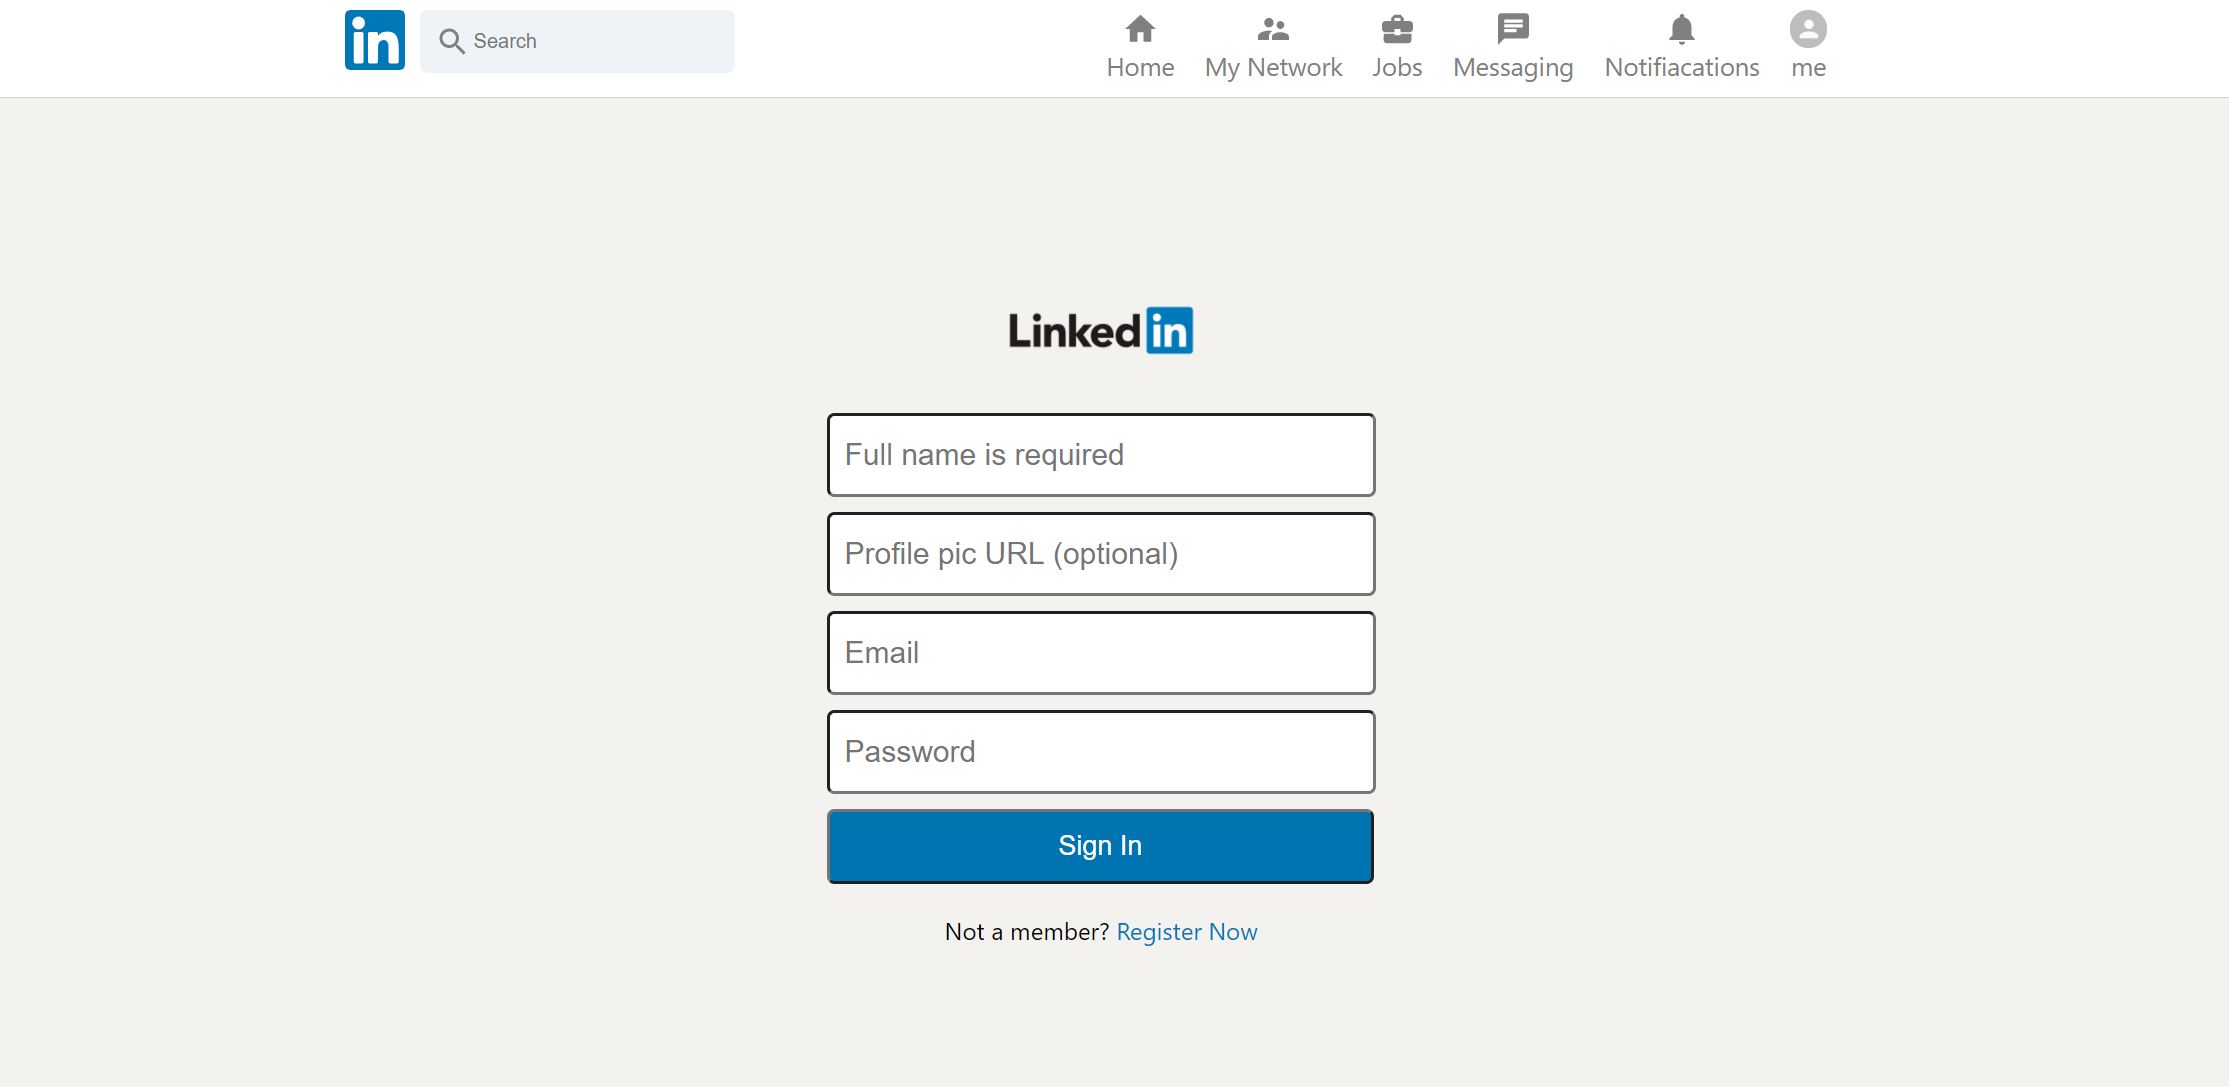 in
Search
Home
My Network
Jobs
Messaging
Notifiacations
me
Linkedin
Full name is required
Profile pic URL (optional)
Email
Password
Sign In
Not a member? Register Now